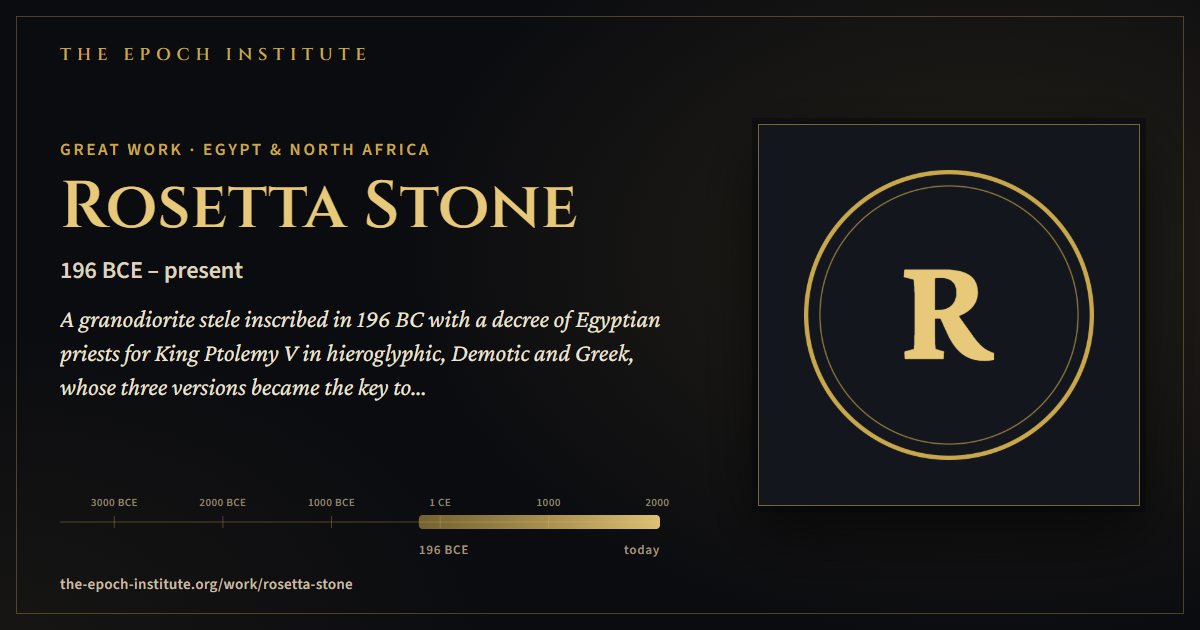 THE EPOCH INSTITUTE
GREAT WORK · EGYPT & NORTH AFRICA
ROSETTA STONE
196 BCE – present
A granodiorite stele inscribed in 196 BC with a decree of Egyptian
priests for King Ptolemy V in hieroglyphic, Demotic and Greek,
whose three versions became the key to...
R
3000 BCE 2000 BCE 1000 BCE 1 CE 1000 2000
196 BCE today
the-epoch-institute.org/work/rosetta-stone